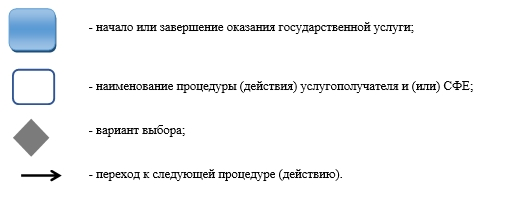 - начало или завершение оказания государственной услуги;
- наименование процедуры (действия) услугополучателя и (или) СФЕ;
- вариант выбора;
- переход к следующей процедуре (действию).